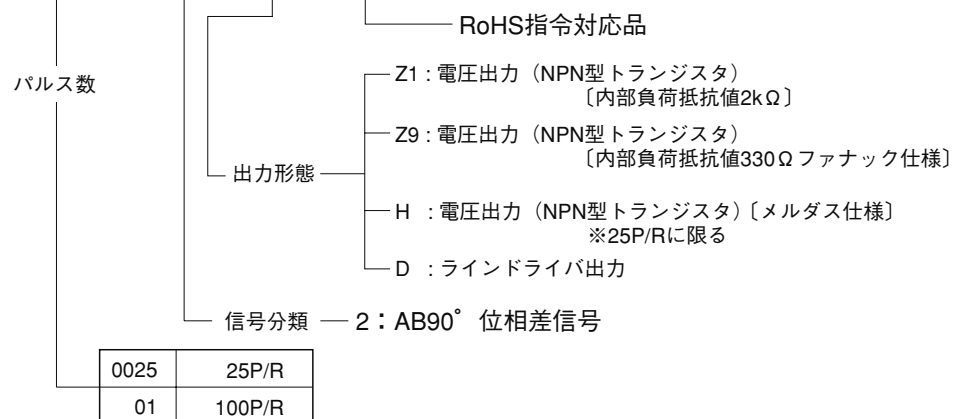 RoHS指令対応品
パルス数
Z1 : 電圧出力（NPN型トランジスタ）
〔内部負荷抵抗値2kΩ〕
Z9 : 電圧出力（NPN型トランジスタ）
〔内部負荷抵抗値330Ω ファナック仕様〕
出力形態
H : 電圧出力（NPN型トランジスタ）〔メルダス仕様〕
※25P/Rに限る
D : ラインドライバ出力
信号分類 2：AB90°位相差信号
0025 25P/R
01 100P/R